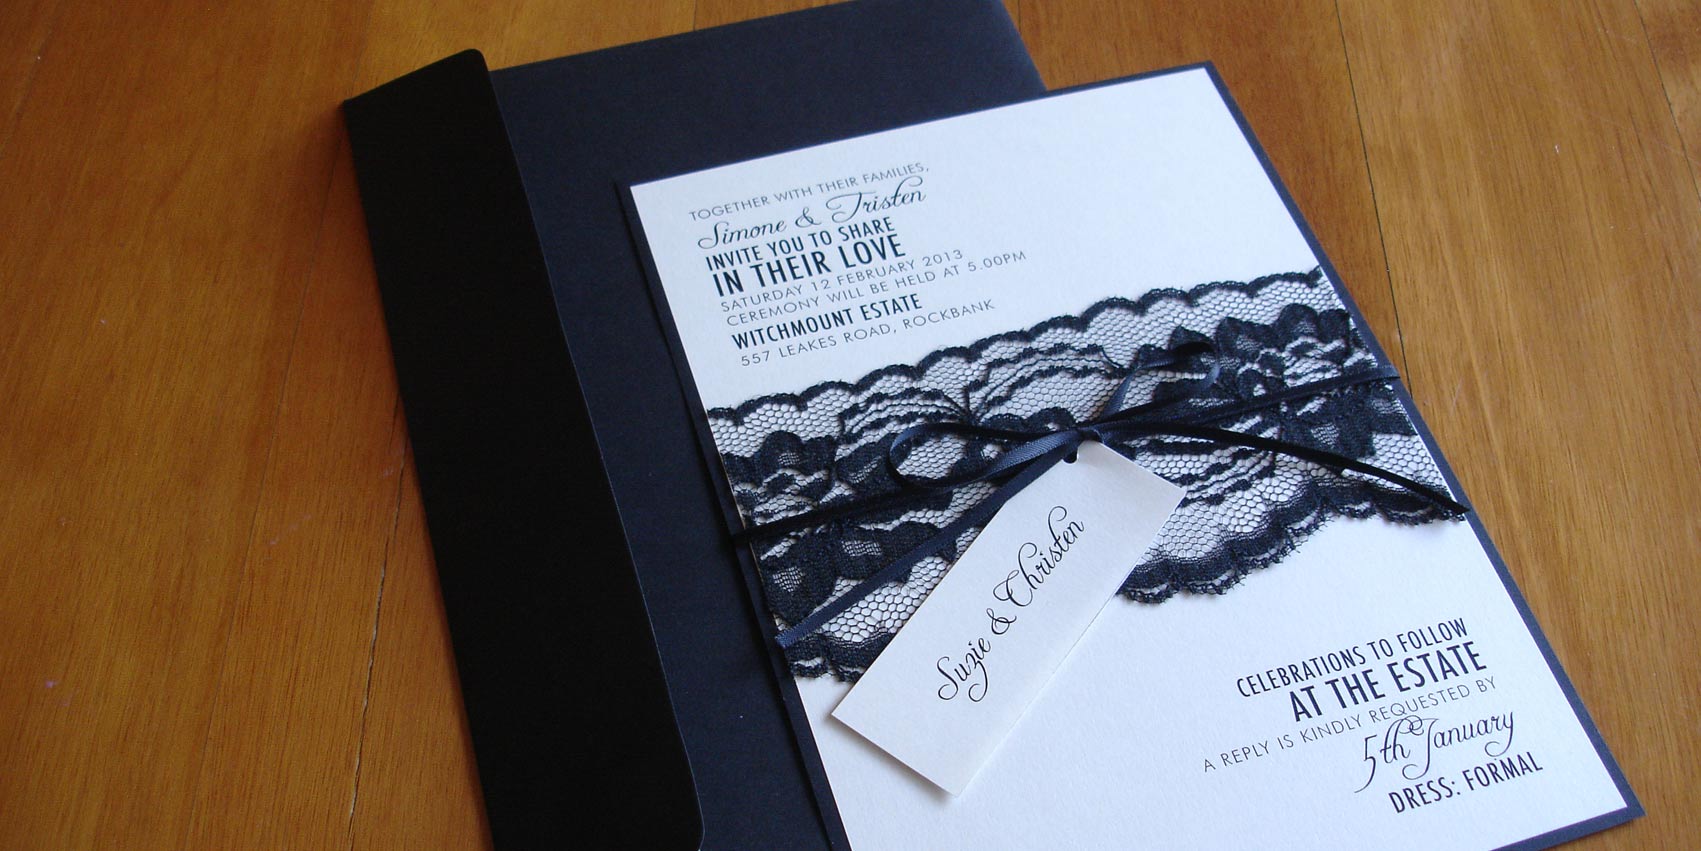 TOGETHER WITH THEIR FAMILIES,
Simone & Tristen
INVITE YOU TO SHARE
IN THEIR LOVE
SATURDAY 12 FEBRUARY 2013
CEREMONY WILL BE HELD AT 5.00PM
WITCHMOUNT ESTATE
557 LEAKES ROAD, ROCKBANK
Suzie & Christen
CELEBRATIONS TO FOLLOW
AT THE ESTATE
A REPLY IS KINDLY REQUESTED BY
5th January
DRESS: FORMAL